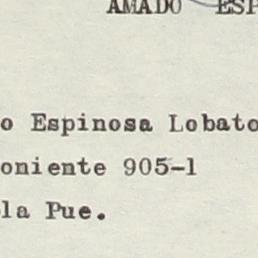 AMADO ESP
o Espinosa Lobato
oniente 905-1
la Pue.